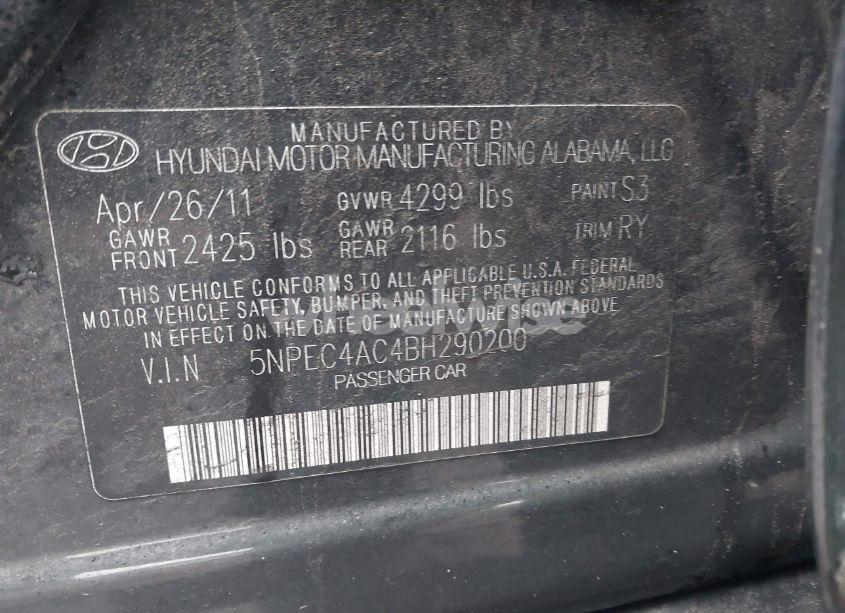 MANUFACTURED BY
HYUNDAI MOTOR MANUFACTURING ALABAMA, LLC
Apr/26/11 GVWR 4299 lbs PAINT S3
GAWR FRONT 2425 lbs GAWR REAR 2116 lbs TRIM RY
THIS VEHICLE CONFORMS TO ALL APPLICABLE U.S.A. FEDERAL
MOTOR VEHICLE SAFETY, BUMPER, AND THEFT PREVENTION STANDARDS
IN EFFECT ON THE DATE OF MANUFACTURE SHOWN ABOVE
V.I.N 5NPEC4AC4BH290200
PASSENGER CAR